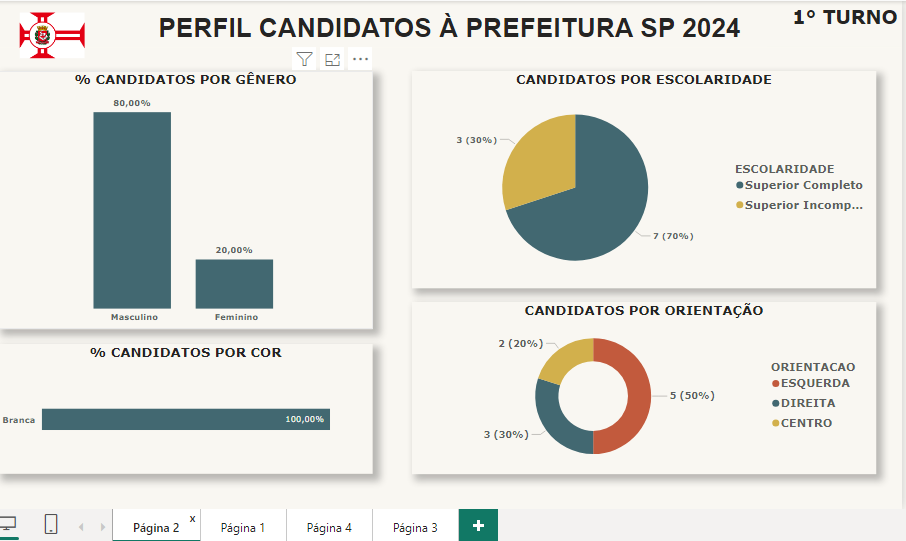 PERFIL CANDIDATOS À PREFEITURA SP 2024
1° TURNO
% CANDIDATOS POR GÊNERO
80,00%
20,00%
Masculino
Feminino
% CANDIDATOS POR COR
Branca
100,00%
CANDIDATOS POR ESCOLARIDADE
3 (30%)
7 (70%)
ESCOLARIDADE
Superior Completo
Superior Incomp...
CANDIDATOS POR ORIENTAÇÃO
2 (20%)
5 (50%)
3 (30%)
ORIENTACAO
ESQUERDA
DIREITA
CENTRO
Página 2 x
Página 1
Página 4
Página 3
+